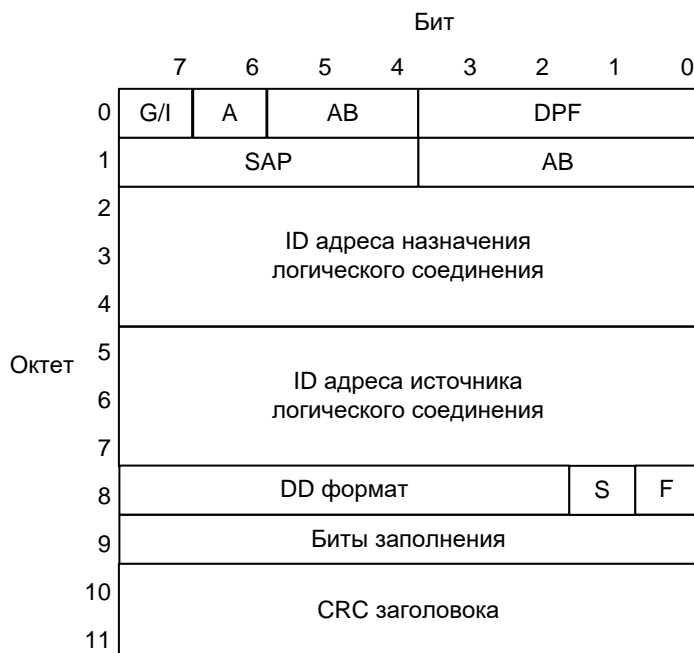 Бит
7 6 5 4 3 2 1 0
0 G/I A AB DPF
1 SAP AB
2
3 ID адреса назначения
логического соединения
4
5
Октет
6 ID адреса источника
логического соединения
7
8 DD формат S F
9 Биты заполнения
10
CRC заголовока
11